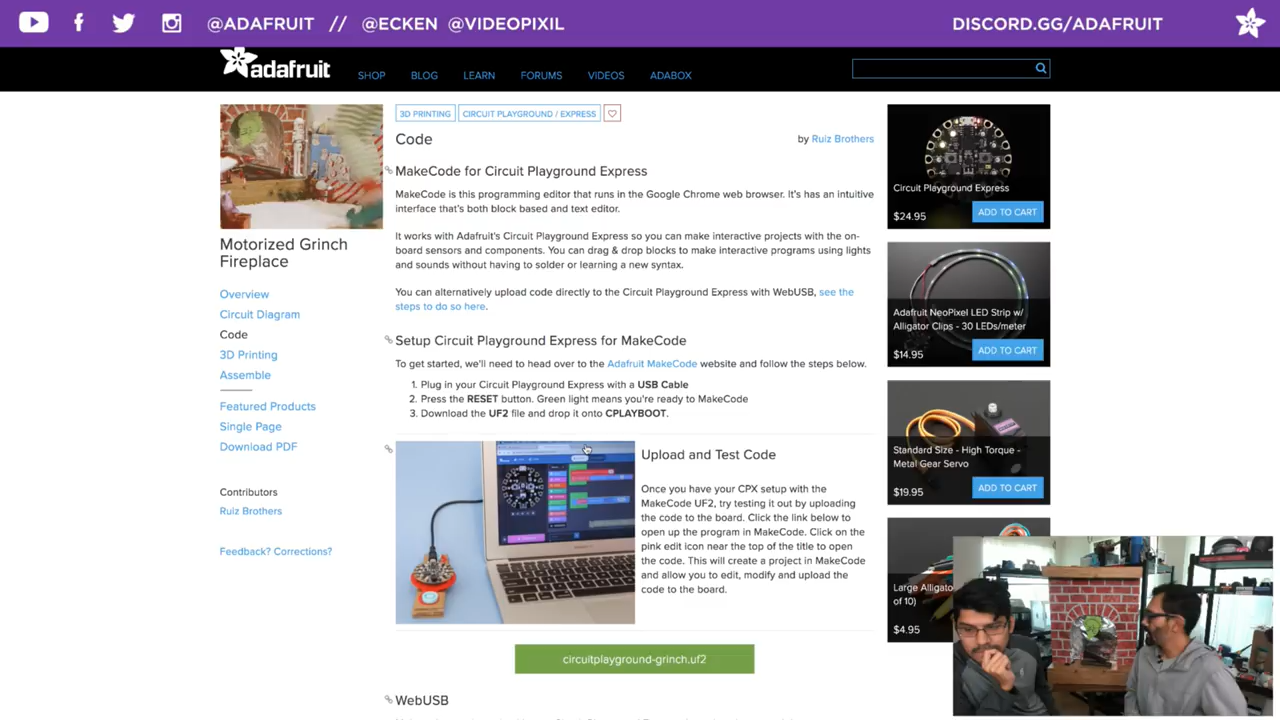 @ADAFRUIT // @ECKEN @VIDEOPIXIL
DISCORD.GG/ADAFRUIT
adafruit
SHOP BLOG LEARN FORUMS VIDEOS ADABOX
3D PRINTING CIRCUIT PLAYGROUND / EXPRESS
Code
by Ruiz Brothers
Motorized Grinch
Fireplace
Overview
Circuit Diagram
Code
3D Printing
Assemble
Featured Products
Single Page
Download PDF
Contributors
Ruiz Brothers
Feedback? Corrections?
MakeCode for Circuit Playground Express
MakeCode is this programming editor that runs in the Google Chrome web browser. It's has an intuitive
interface that's both block based and text editor.
It works with Adafruit's Circuit Playground Express so you can make interactive projects with the on-
board sensors and components. You can drag & drop blocks to make interactive programs using lights
and sounds without having to solder or learning a new syntax.
You can alternatively upload code directly to the Circuit Playground Express with WebUSB, see the
steps to do so here.
Setup Circuit Playground Express for MakeCode
To get started, we'll need to head over to the Adafruit MakeCode website and follow the steps below.
1. Plug in your Circuit Playground Express with a USB Cable
2. Press the RESET button. Green light means you're ready to MakeCode
3. Download the UF2 file and drop it onto CPLAYBOOT.
Upload and Test Code
Once you have your CPX setup with the
MakeCode UF2, try testing it out by uploading
the code to the board. Click the link below to
open up the program in MakeCode. Click on the
pink edit icon near the top of the title to open
the code. This will create a project in MakeCode
and allow you to edit, modify and upload the
code to the board.
circuitplayground-grinch.uf2
WebUSB
Circuit Playground Express
$24.95 ADD TO CART
Adafruit NeoPixel LED Strip w/
Alligator Clips - 30 LEDs/meter
$14.95 ADD TO CART
Standard Size - High Torque -
Metal Gear Servo
$19.95 ADD TO CART
Large Alligato
of 10)
$4.95